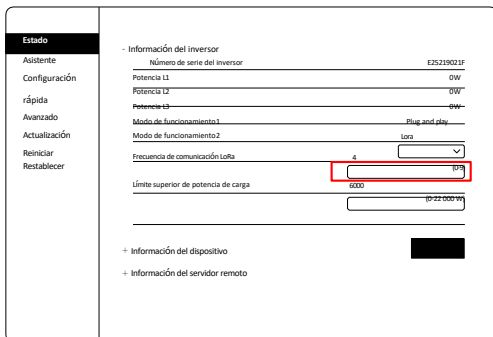 Estado
Asistente
Configuración
rápida
Avanzado
Actualización
Reiniciar
Restablecer
- Información del inversor
Número de serie del inversor E25219021F
Potencia L1 0W
Potencia L2 0W
Potencia L3 0W
Modo de funcionamiento1 Plug and play
Modo de funcionamiento2 Lora
Frecuencia de comunicación LoRa 4
(0-9)
Límite superior de potencia de carga 6000
(0-22 000 W)
+ Información del dispositivo
+ Información del servidor remoto